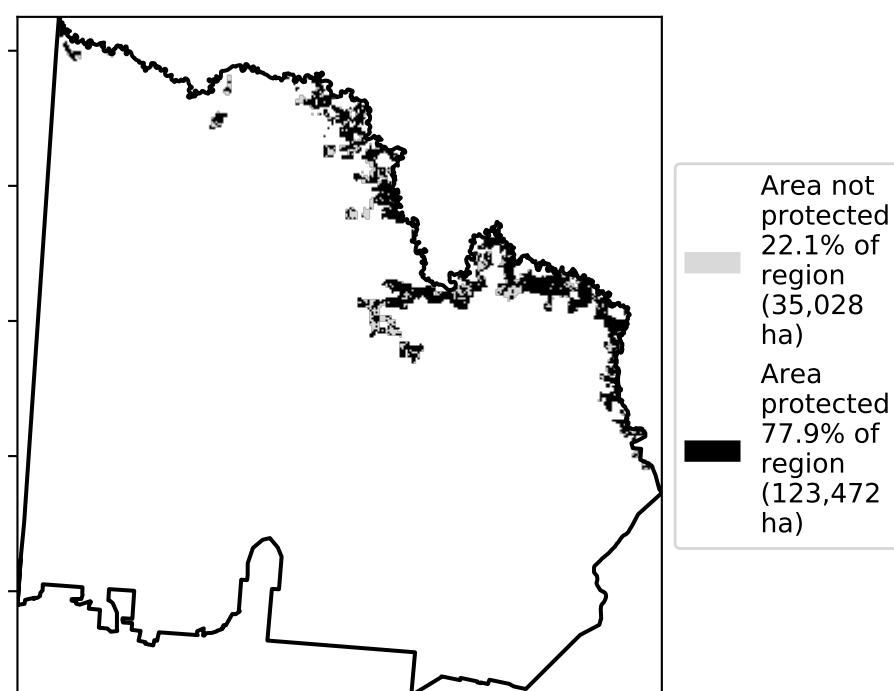 Area not
protected
22.1% of
region
(35,028
ha)
Area
protected
77.9% of
region
(123,472
ha)